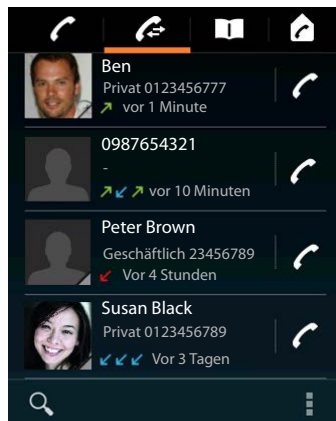 Ben
Privat 0123456777
vor 1 Minute
0987654321
-
vor 10 Minuten
Peter Brown
Geschäftlich 23456789
Vor 4 Stunden
Susan Black
Privat 0123456789
Vor 3 Tagen